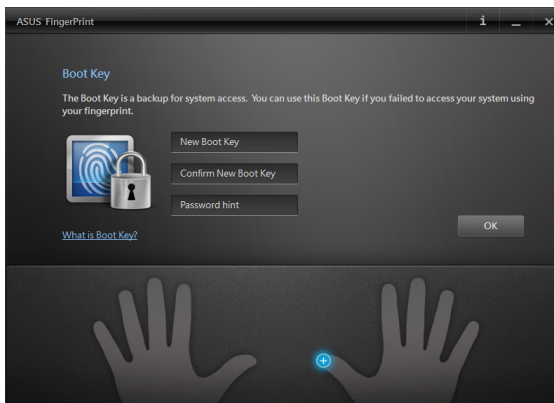 ASUS FingerPrint
Boot Key
The Boot Key is a backup for system access. You can use this Boot Key if you failed to access your system using
your fingerprint.
New Boot Key
Confirm New Boot Key
Password hint
What is Boot Key?
OK